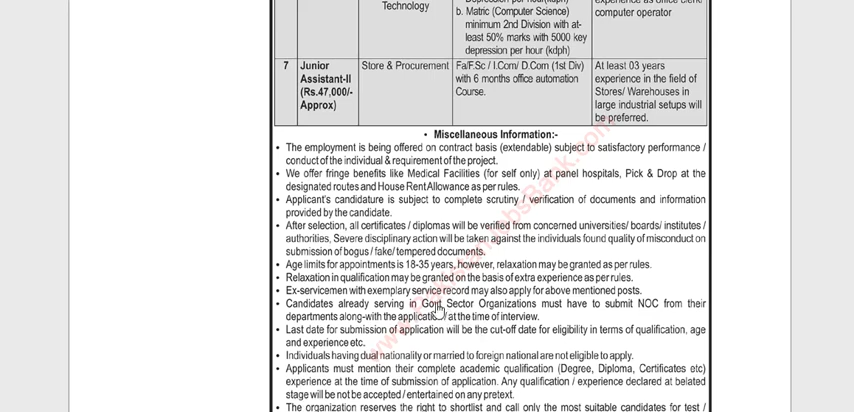 Technology
b. Matric (Computer Science)
computer operator
minimum 2nd Division with at-
least 50% marks with 5000 key
depression per hour (kdph)
7 Junior Store & Procurement Fa/F.Sc / I.Com/ D.Com (1st Div) At least 03 years
Assistant-II with 6 months office automation experience in the field of
(Rs.47,000/- Course. Stores/ Warehouses in
Approx) large industrial setups will
be preferred.
• Miscellaneous Information:-
• The employment is being offered on contract basis (extendable) subject to satisfactory performance /
conduct of the individual & requirement of the project.
• We offer fringe benefits like Medical Facilities (for self only) at panel hospitals, Pick & Drop at the
designated routes and House Rent Allowance as per rules.
• Applicant's candidature is subject to complete scrutiny / verification of documents and information
provided by the candidate.
• After selection, all certificates / diplomas will be verified from concerned universities/ boards/ institutes /
authorities, Severe disciplinary action will be taken against the individuals found quality of misconduct on
submission of bogus / fake/ tempered documents.
• Age limits for appointments is 18-35 years, however, relaxation may be granted as per rules.
• Relaxation in qualification may be granted on the basis of extra experience as per rules.
• Ex-servicemen with exemplary service record may also apply for above mentioned posts.
• Candidates already serving in Govt Sector Organizations must have to submit NOC from their
departments along-with the application / at the time of interview.
• Last date for submission of application will be the cut-off date for eligibility in terms of qualification, age
and experience etc.
• Individuals having dual nationality or married to foreign national are not eligible to apply.
• Applicants must mention their complete academic qualification (Degree, Diploma, Certificates etc)
experience at the time of submission of application. Any qualification / experience declared at belated
stage will be not be accepted / entertained on any pretext.
• The organization reserves the right to shortlist and call only the most suitable candidates for test /